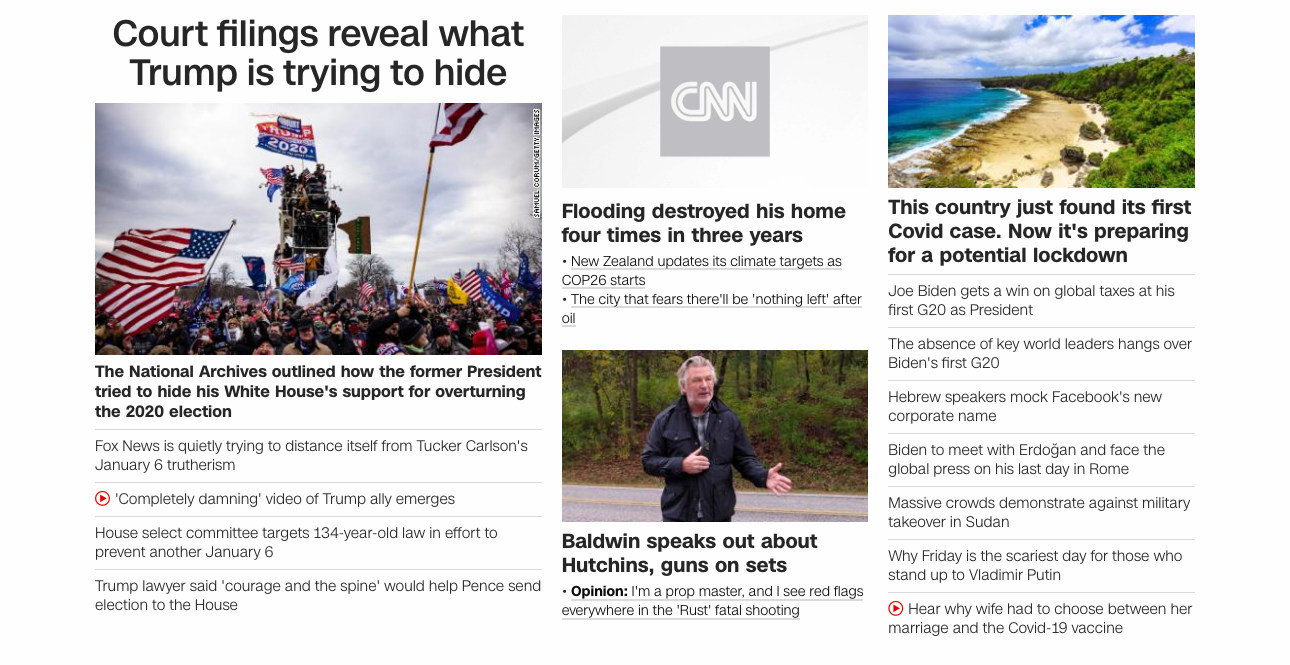 Court filings reveal what
Trump is trying to hide
SAMUEL CORUM/GETTY IMAGES
TRUMP
2020
The National Archives outlined how the former President
tried to hide his White House's support for overturning
the 2020 election
Fox News is quietly trying to distance itself from Tucker Carlson's
January 6 trutherism
'Completely damning' video of Trump ally emerges
House select committee targets 134-year-old law in effort to
prevent another January 6
Trump lawyer said 'courage and the spine' would help Pence send
election to the House
CNN
Flooding destroyed his home
four times in three years
• New Zealand updates its climate targets as
COP26 starts
• The city that fears there'll be 'nothing left' after
oil
Baldwin speaks out about
Hutchins, guns on sets
• Opinion: I'm a prop master, and I see red flags
everywhere in the 'Rust' fatal shooting
This country just found its first
Covid case. Now it's preparing
for a potential lockdown
Joe Biden gets a win on global taxes at his
first G20 as President
The absence of key world leaders hangs over
Biden's first G20
Hebrew speakers mock Facebook's new
corporate name
Biden to meet with Erdoğan and face the
global press on his last day in Rome
Massive crowds demonstrate against military
takeover in Sudan
Why Friday is the scariest day for those who
stand up to Vladimir Putin
Hear why wife had to choose between her
marriage and the Covid-19 vaccine